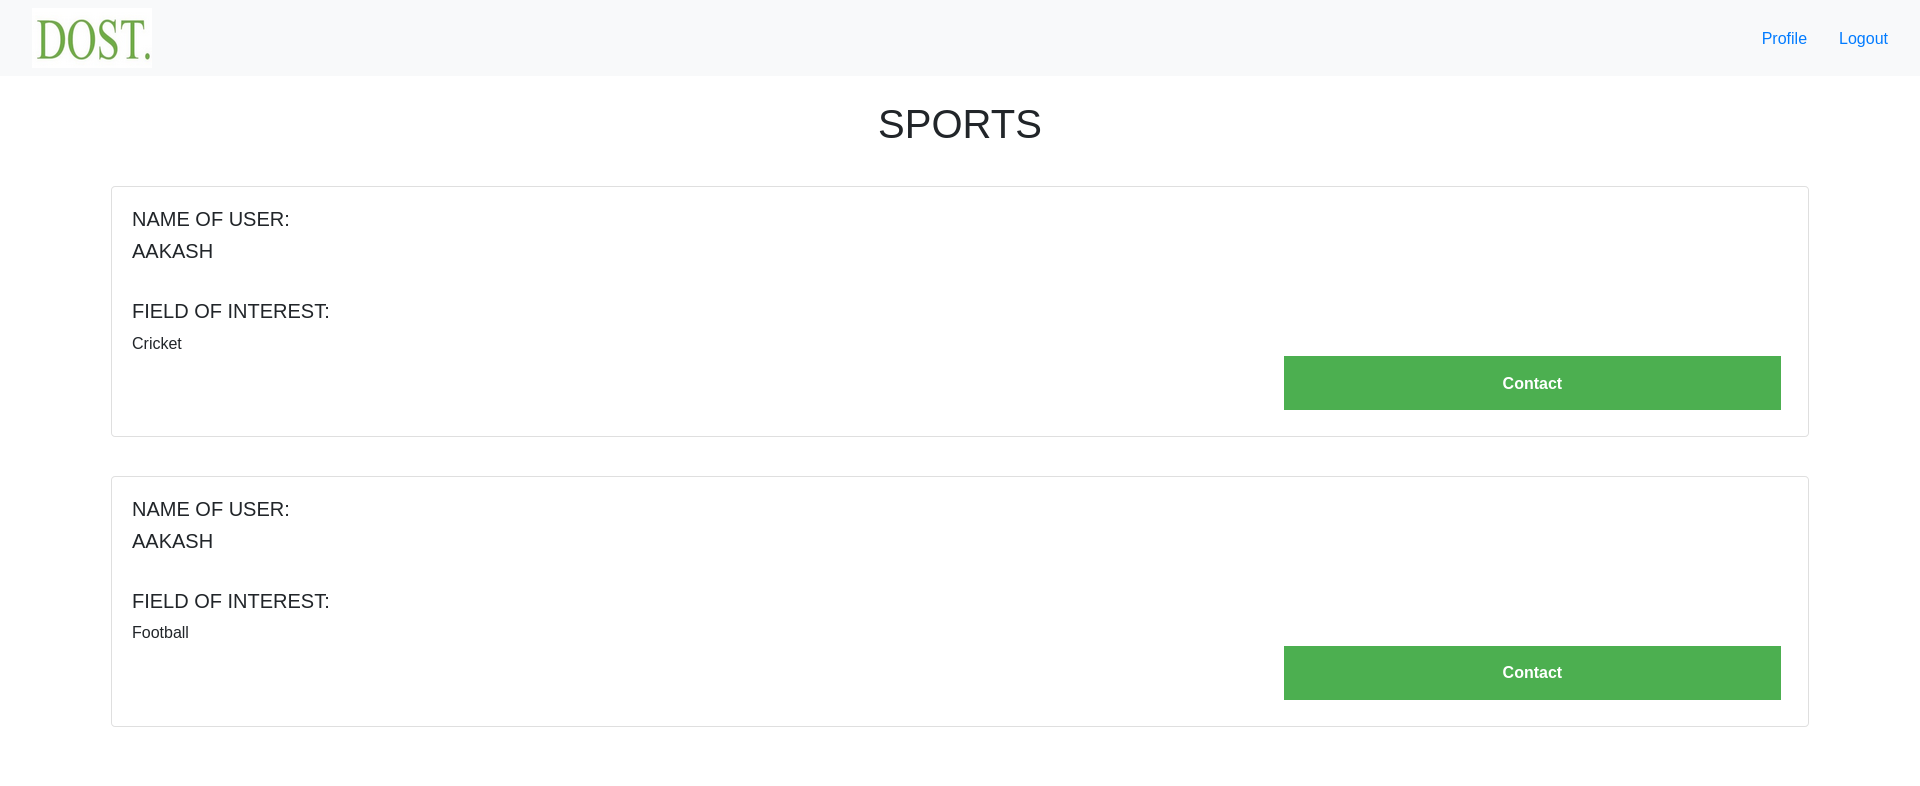 DOST.
Profile Logout
SPORTS
NAME OF USER:
AAKASH
FIELD OF INTEREST:
Cricket
Contact
NAME OF USER:
AAKASH
FIELD OF INTEREST:
Football
Contact